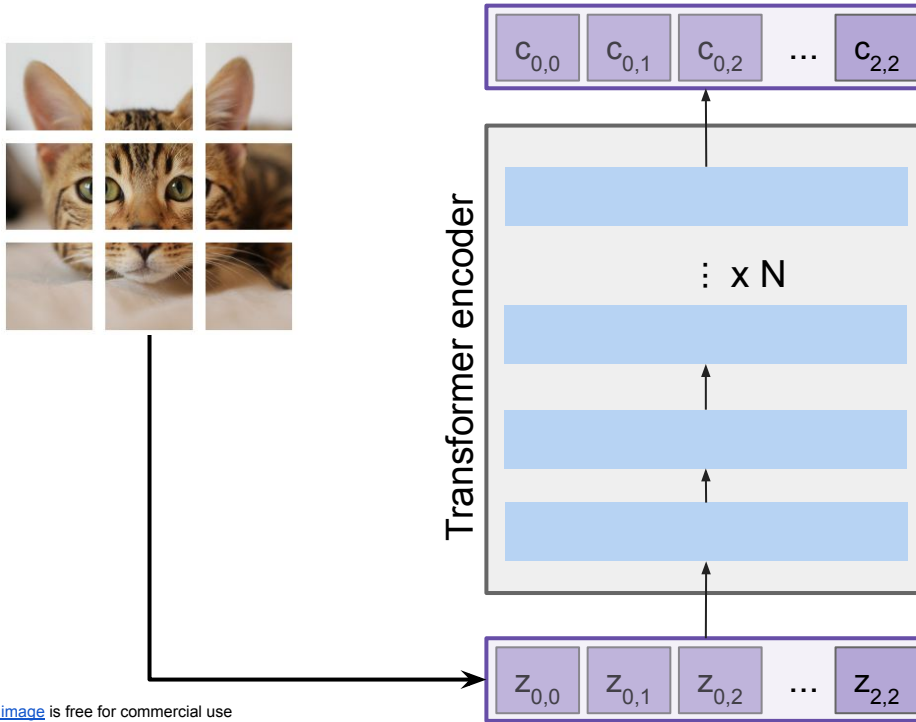 c0,0 c0,1 c0,2 ... c2,2
Transformer encoder
⋮ x N
z0,0 z0,1 z0,2 ... z2,2
image is free for commercial use